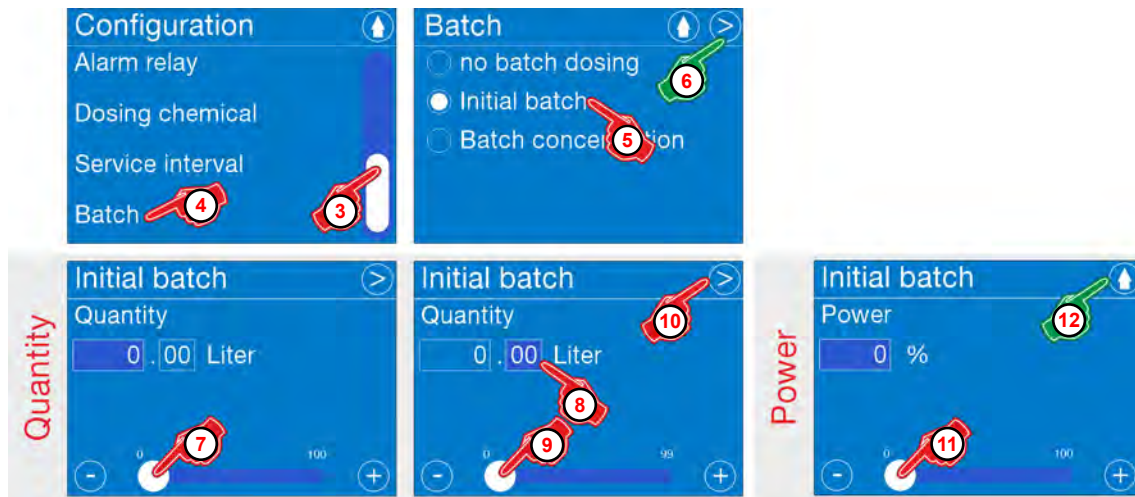 Configuration
Alarm relay
Dosing chemical
Service interval
Batch
3
4
Batch >
no batch dosing
Initial batch
Batch
5
6
Quantity
Initial batch >
Quantity
0 . 00 Liter
7
0 100
- +
Initial batch >
Quantity
0 . 00 Liter
8
9
10
0 99
- +
Power
Initial batch
Power
0 %
11
12
0 100
- +